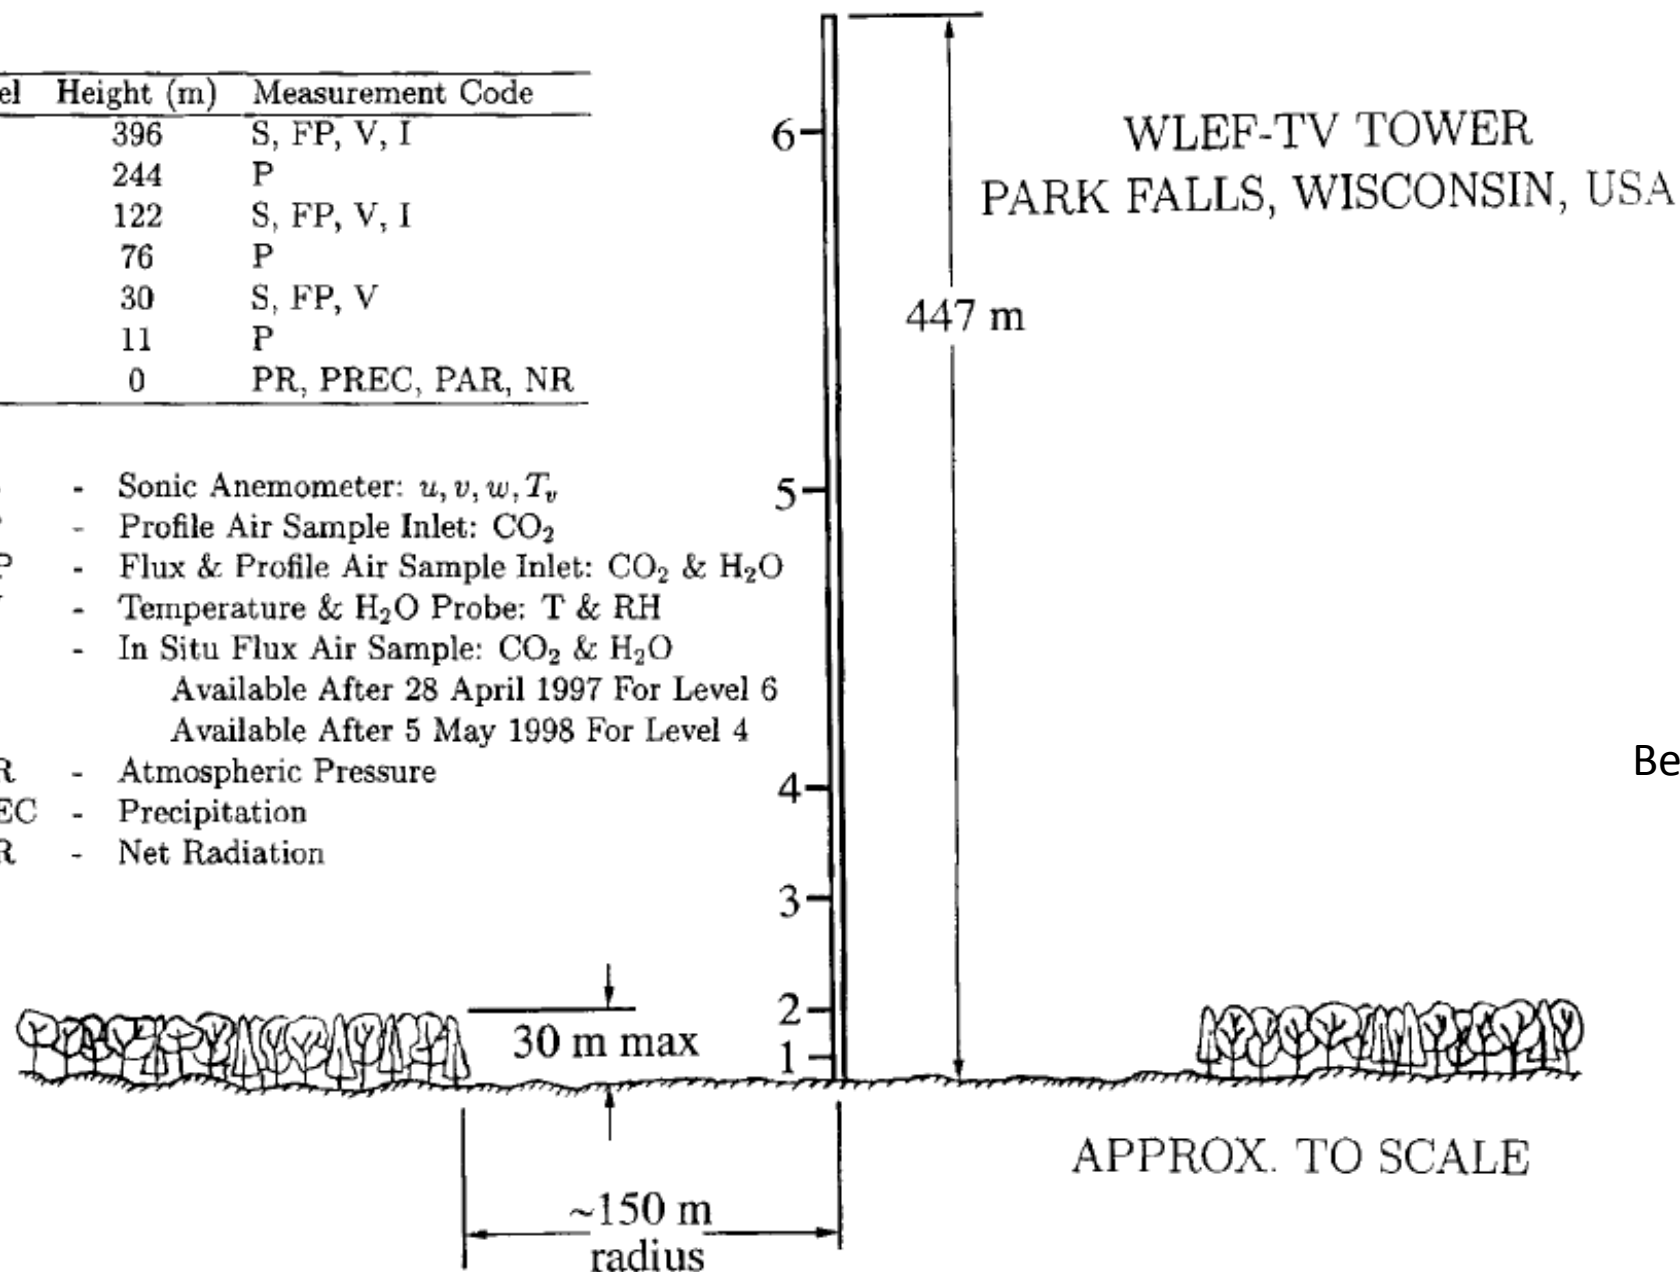 el Height (m) Measurement Code
396 S, FP, V, I
244 P
122 S, FP, V, I
76 P
30 S, FP, V
11 P
0 PR, PREC, PAR, NR
- Sonic Anemometer: u, v, w, Tᵥ
- Profile Air Sample Inlet: CO₂
P - Flux & Profile Air Sample Inlet: CO₂ & H₂O
- Temperature & H₂O Probe: T & RH
- In Situ Flux Air Sample: CO₂ & H₂O
Available After 28 April 1997 For Level 6
Available After 5 May 1998 For Level 4
R - Atmospheric Pressure
EC - Precipitation
R - Net Radiation
6
5
4
3
2
1
WLEF-TV TOWER
PARK FALLS, WISCONSIN, USA
447 m
Be
30 m max
~150 m
radius
APPROX. TO SCALE